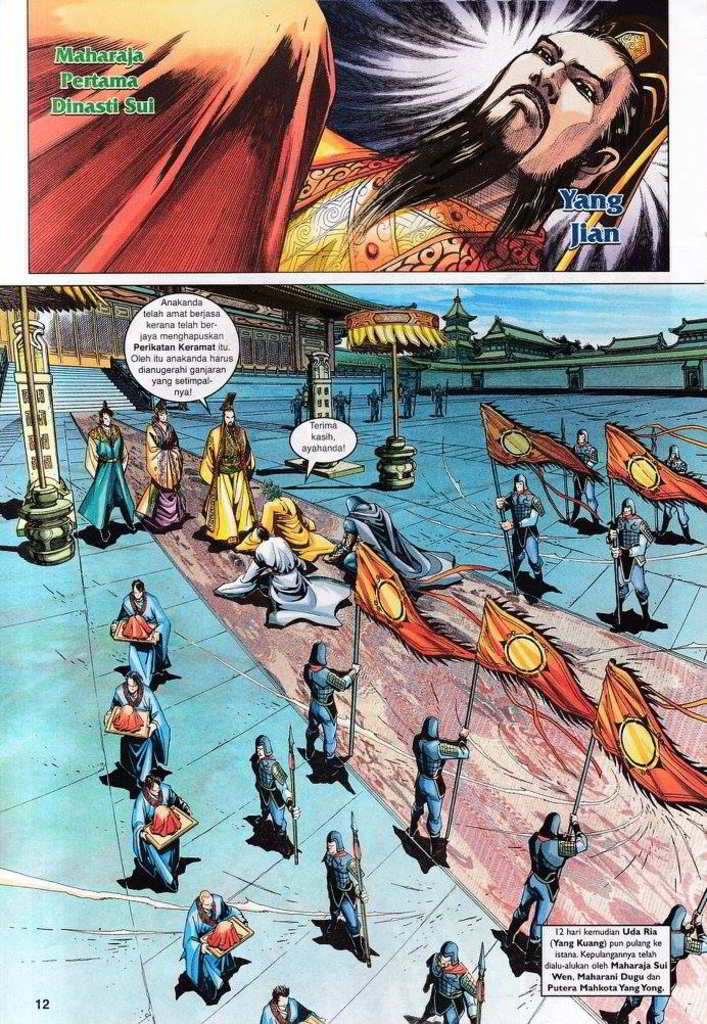 Maharaja
Pertama
Dinasti Sui
Yang
Jian
Anakanda
telah amat berjasa
kerana telah ber-
jaya menghapuskan
Perikatan Keramat itu.
Oleh itu anakanda harus
dianugerahi ganjaran
yang setimpal-
nya!
Terima
kasih,
ayahanda!
12 hari kemudian Uda Ria
(Yang Kuang) pun pulang ke
istana. Kepulangannya telah
dialu-alukan oleh Maharaja Sui
Wen, Maharani Dugu dan
Putera Mahkota Yang Yong.
12